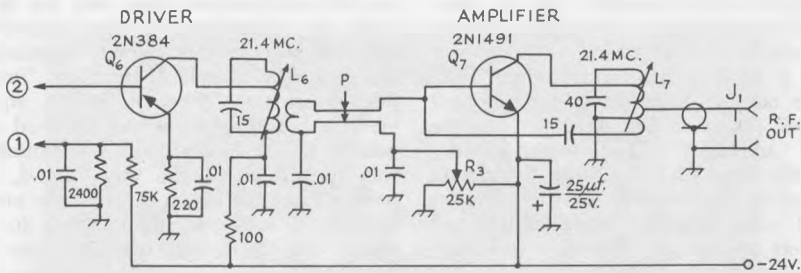 DRIVER
AMPLIFIER
2N384
2N1491
Q6
21.4 MC.
L6
P
Q7
21.4 MC.
L7
J1
2
15
40
15
R.F.
OUT
1
.01
2400
75K
220
.01
.01
.01
.01
R3
25K
25µf.
25V.
100
−
+
−24V.